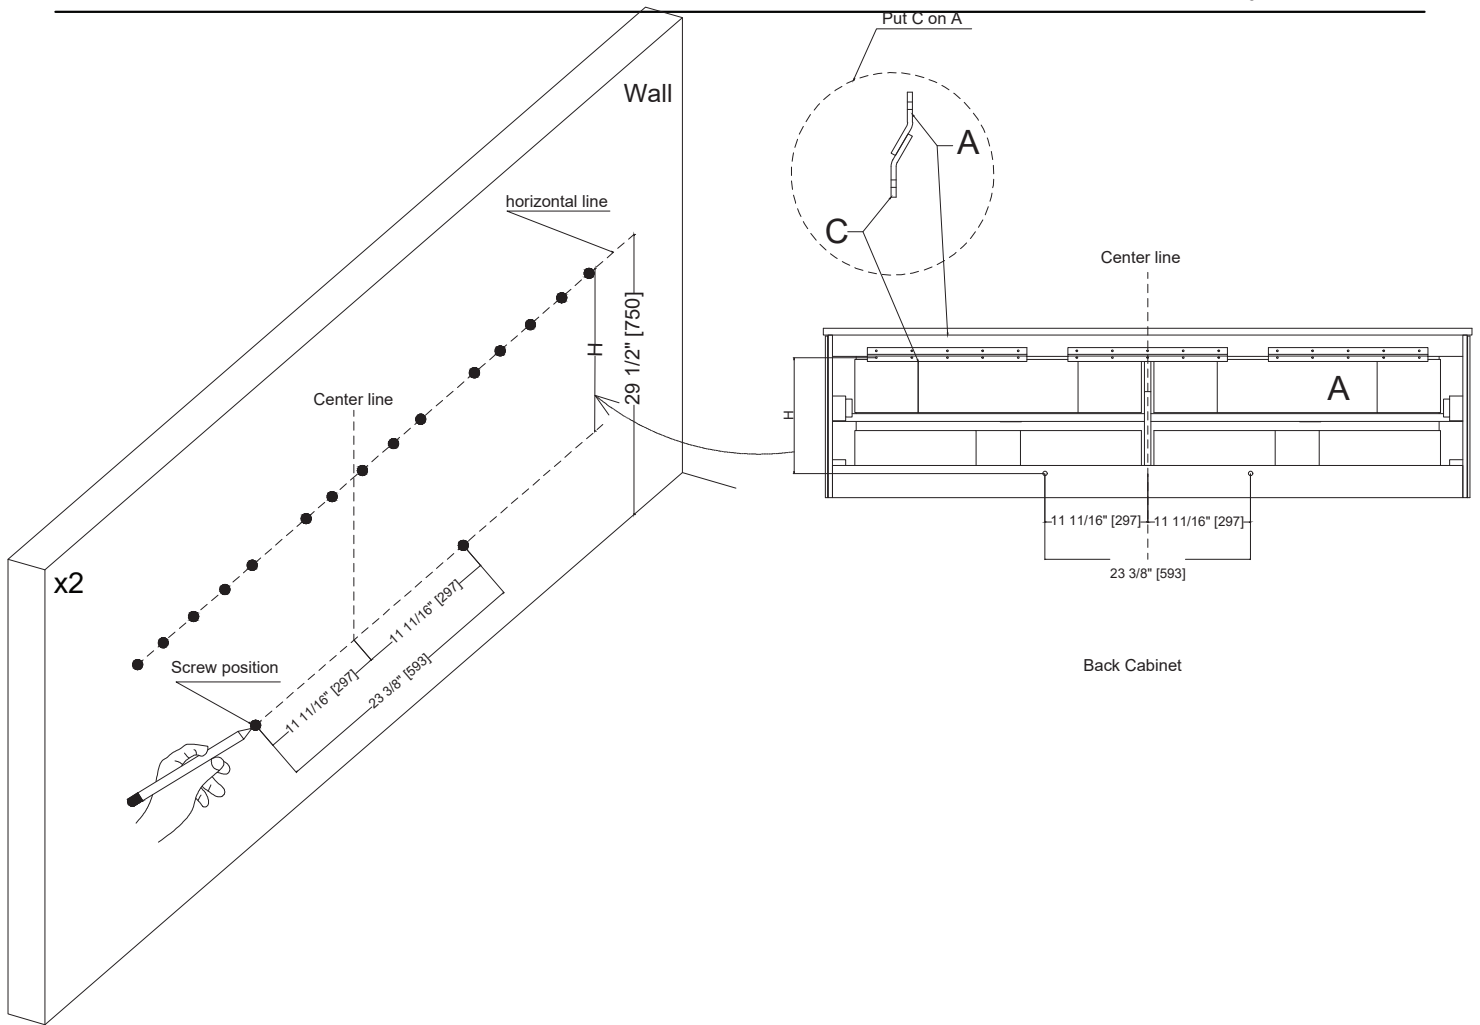 Put C on A
Wall
A
horizontal line
C
Center line
H
29 1/2" [750]
Center line
A
H
11 11/16" [297]
11 11/16" [297]
23 3/8" [593]
x2
11 11/16" [297]
11 11/16" [297]
23 3/8" [593]
Screw position
Back Cabinet